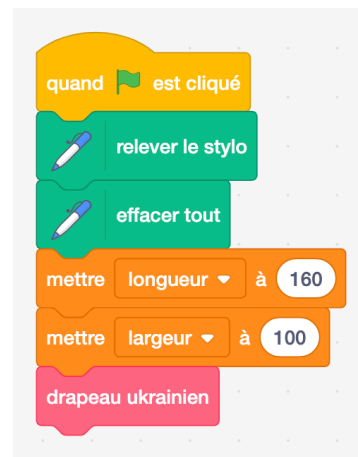 quand est cliqué
relever le stylo
effacer tout
mettre longueur à 160
mettre largeur à 100
drapeau ukrainien